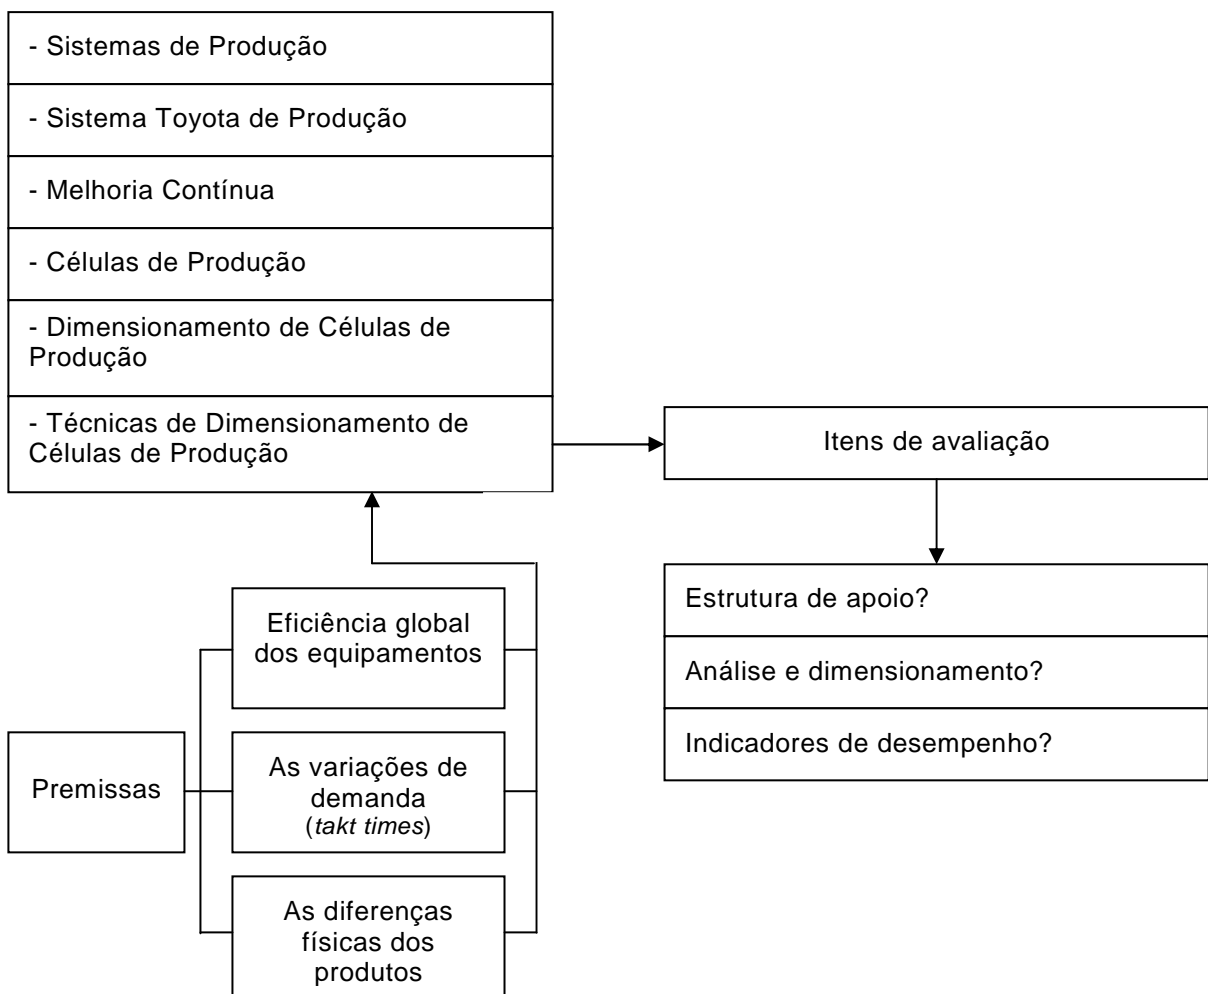 - Sistemas de Produção
- Sistema Toyota de Produção
- Melhoria Contínua
- Células de Produção
- Dimensionamento de Células de
Produção
- Técnicas de Dimensionamento de
Células de Produção
Itens de avaliação
Estrutura de apoio?
Análise e dimensionamento?
Indicadores de desempenho?
Premissas
Eficiência global
dos equipamentos
As variações de
demanda
(takt times)
As diferenças
físicas dos
produtos